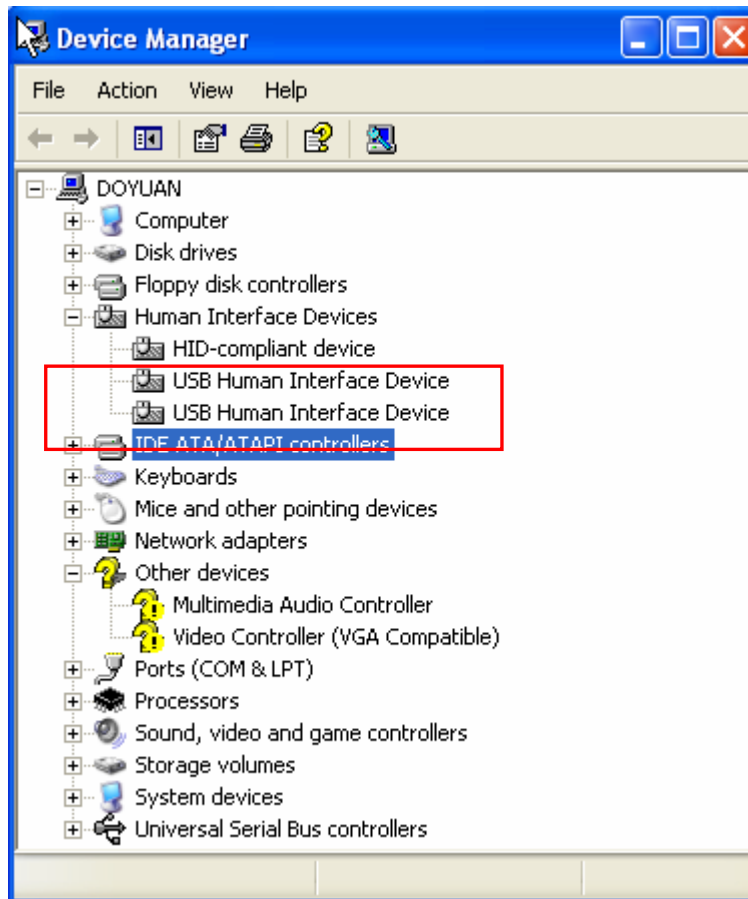 Device Manager
File Action View Help
DOYUAN
Computer
Disk drives
Floppy disk controllers
Human Interface Devices
HID-compliant device
USB Human Interface Device
USB Human Interface Device
IDE ATA/ATAPI controllers
Keyboards
Mice and other pointing devices
Network adapters
Other devices
Multimedia Audio Controller
Video Controller (VGA Compatible)
Ports (COM & LPT)
Processors
Sound, video and game controllers
Storage volumes
System devices
Universal Serial Bus controllers